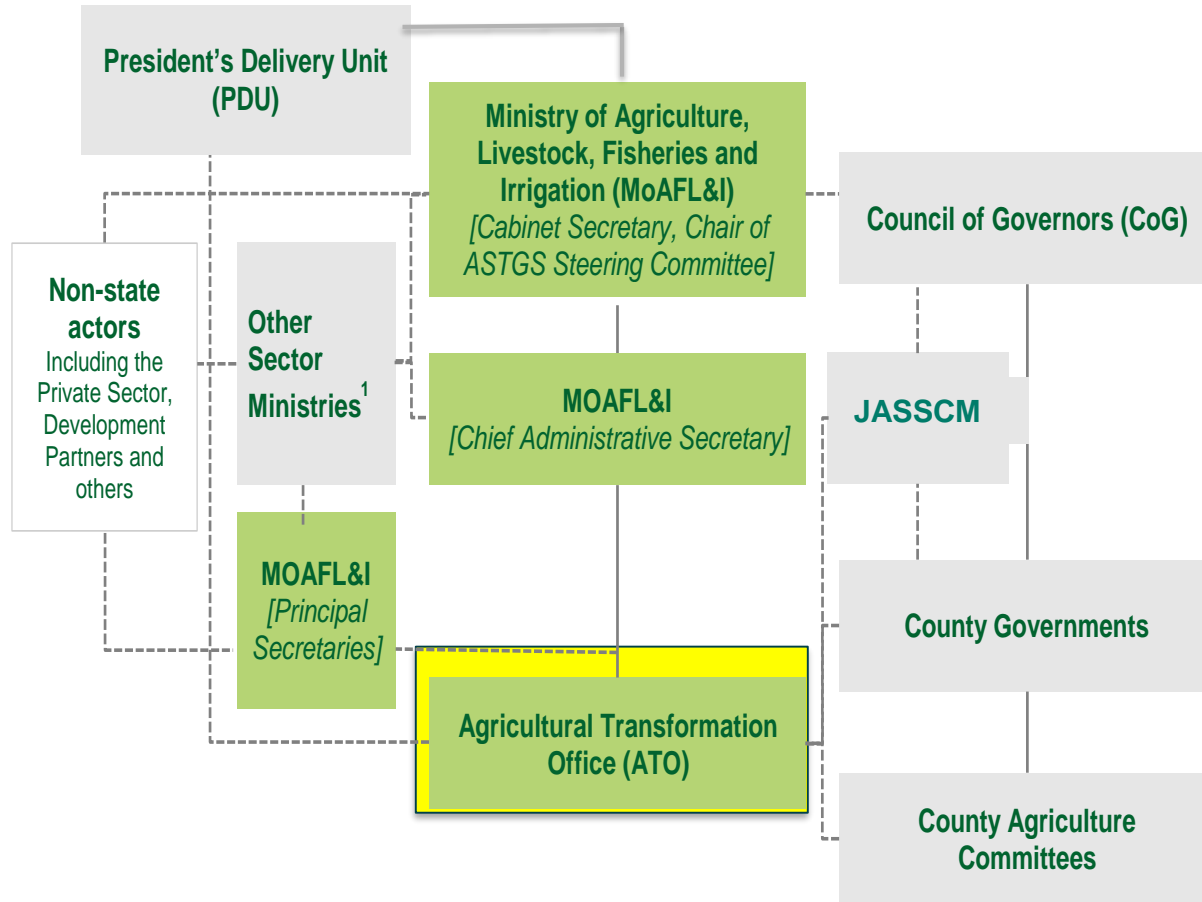 President’s Delivery Unit
(PDU)
Ministry of Agriculture,
Livestock, Fisheries and
Irrigation (MoAFL&I)
[Cabinet Secretary, Chair of
ASTGS Steering Committee]
Council of Governors (CoG)
Non-state
actors
Including the
Private Sector,
Development
Partners and
others
Other
Sector
Ministries1
MOAFL&I
[Chief Administrative Secretary]
JASSCM
MOAFL&I
[Principal
Secretaries]
County Governments
Agricultural Transformation
Office (ATO)
County Agriculture
Committees